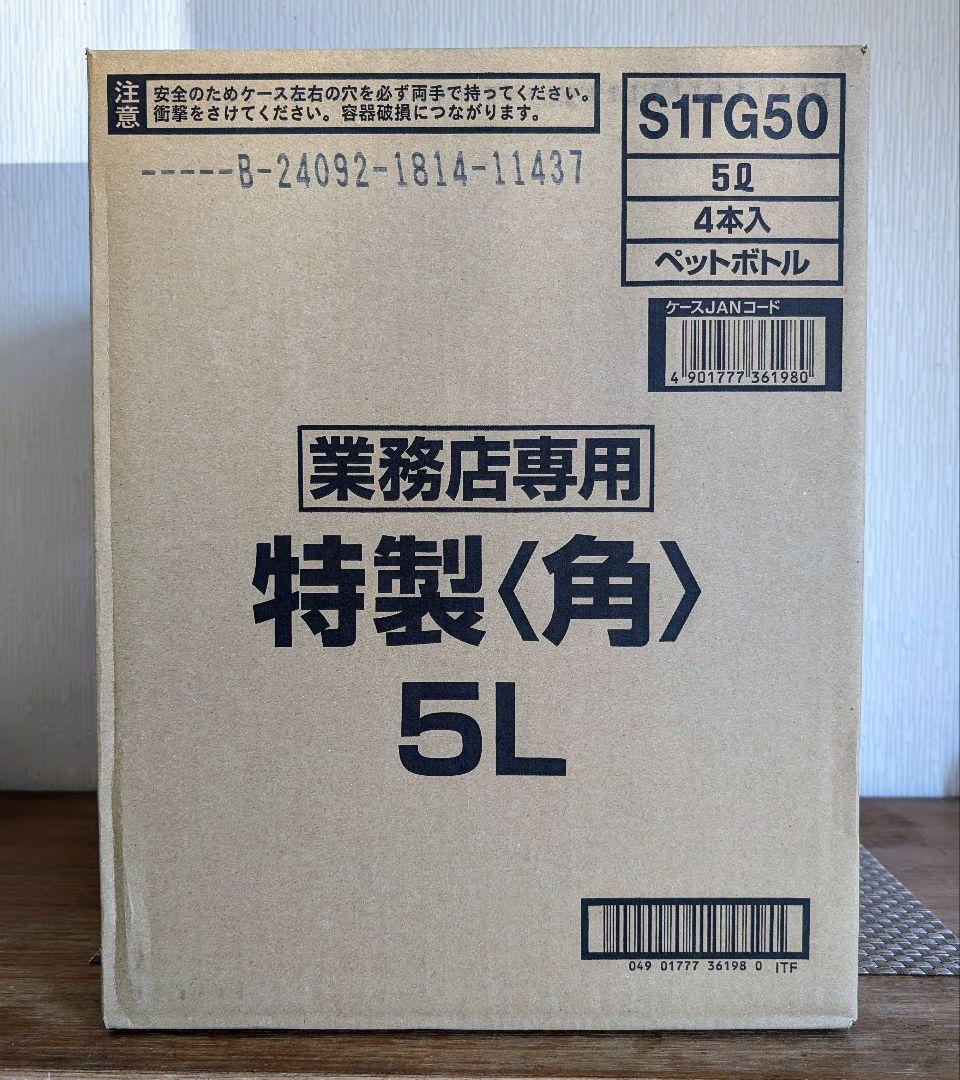 注意
安全のためケース左右の穴を必ず両手で持ってください。
衝撃をさけてください。容器破損につながります。
S1TG50
-----B-24092-1814-11437
5ℓ
4本入
ペットボトル
ケースJANコード
4 901777 361980
業務店専用
特製〈角〉
5L
049 01777 36198 0 ITF